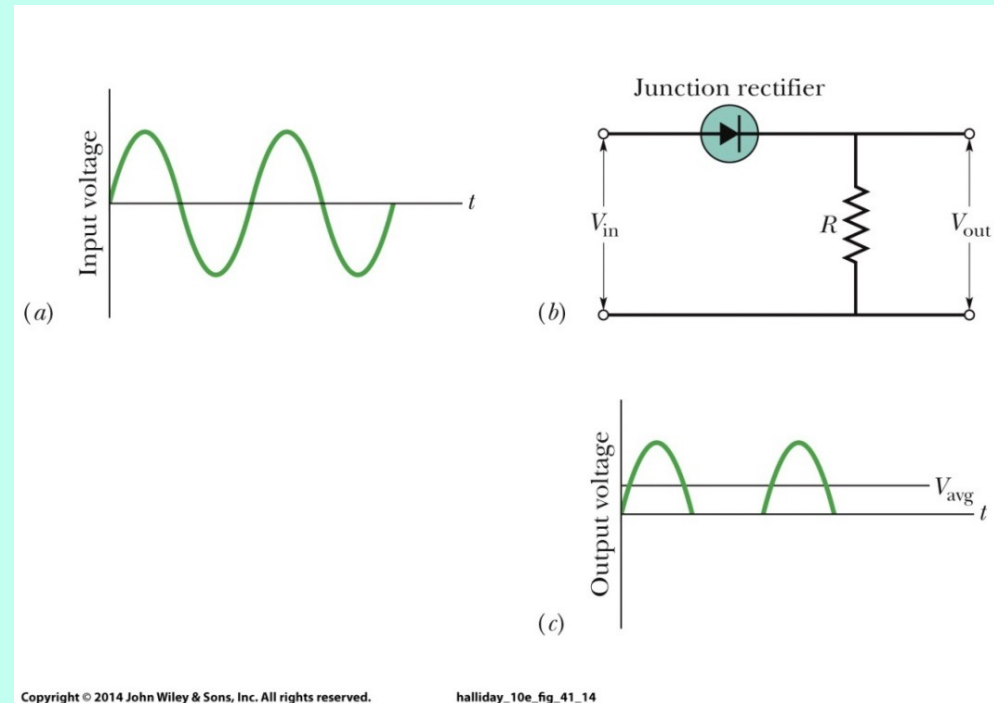 Input voltage
t
(a)
Junction rectifier
V_in
R
V_out
(b)
Output voltage
V_avg
t
(c)
Copyright © 2014 John Wiley & Sons, Inc. All rights reserved.
halliday_10e_fig_41_14